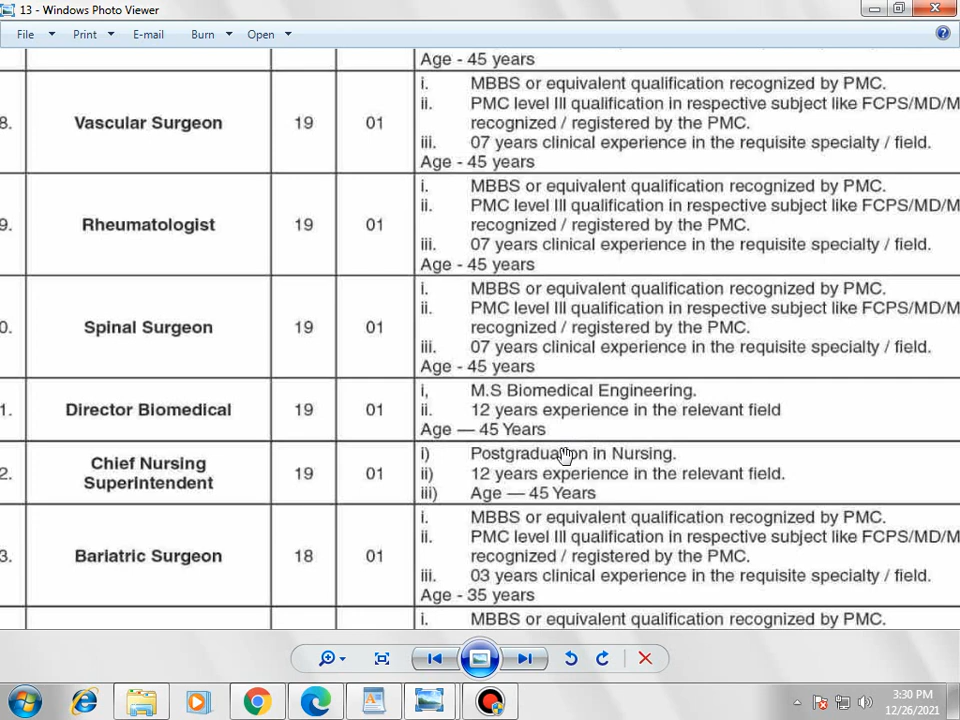 13 - Windows Photo Viewer
File Print E-mail Burn Open
Age - 45 years
8. Vascular Surgeon 19 01
i. MBBS or equivalent qualification recognized by PMC.
ii. PMC level III qualification in respective subject like FCPS/MD/M
recognized / registered by the PMC.
iii. 07 years clinical experience in the requisite specialty / field.
Age - 45 years
9. Rheumatologist 19 01
i. MBBS or equivalent qualification recognized by PMC.
ii. PMC level III qualification in respective subject like FCPS/MD/M
recognized / registered by the PMC.
iii. 07 years clinical experience in the requisite specialty / field.
Age - 45 years
0. Spinal Surgeon 19 01
i. MBBS or equivalent qualification recognized by PMC.
ii. PMC level III qualification in respective subject like FCPS/MD/M
recognized / registered by the PMC.
iii. 07 years clinical experience in the requisite specialty / field.
Age - 45 years
1. Director Biomedical 19 01
i, M.S Biomedical Engineering.
ii. 12 years experience in the relevant field
Age — 45 Years
2. Chief Nursing
Superintendent 19 01
i) Postgraduation in Nursing.
ii) 12 years experience in the relevant field.
iii) Age — 45 Years
3. Bariatric Surgeon 18 01
i. MBBS or equivalent qualification recognized by PMC.
ii. PMC level III qualification in respective subject like FCPS/MD/M
recognized / registered by the PMC.
iii. 03 years clinical experience in the requisite specialty / field.
Age - 35 years
i. MBBS or equivalent qualification recognized by PMC.
3:30 PM
12/26/2021